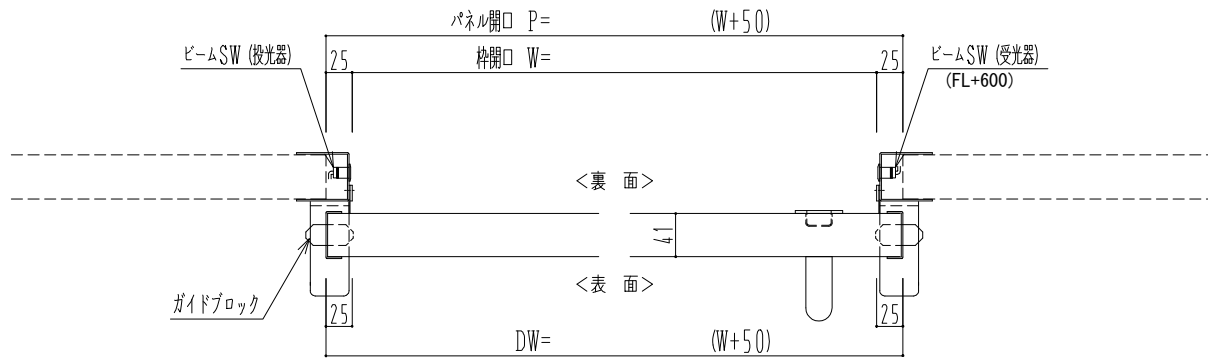 パネル開口 P= (W+50)
ビームSW (投光器)
25
枠開口 W=
25
ビームSW (受光器)
(FL+600)
<裏 面>
41
<表 面>
ガイドブロック
25
25
DW= (W+50)